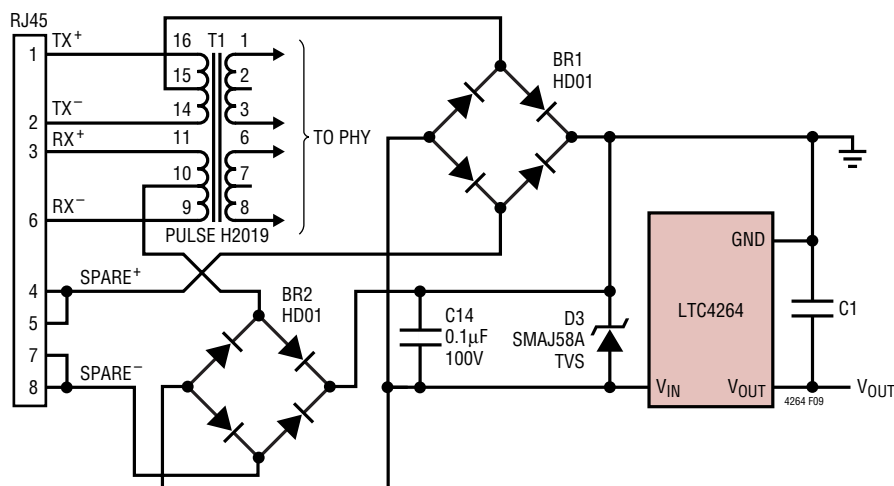 RJ45
1
TX+
2
TX−
3
RX+
6
RX−
4
SPARE+
5
7
8
SPARE−
16
T1
1
15
2
14
3
11
6
10
7
9
8
PULSE H2019
TO PHY
BR1
HD01
BR2
HD01
C14
0.1µF
100V
D3
SMAJ58A
TVS
GND
LTC4264
VIN
VOUT
C1
4264 F09
VOUT